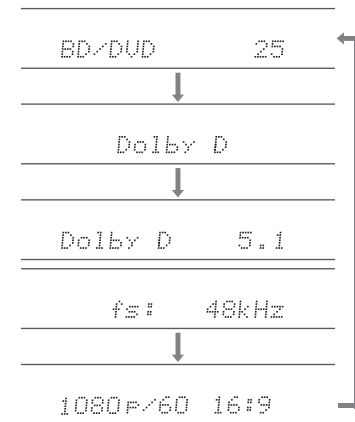 BD/DVD 25
Dolby D
Dolby D 5.1
fs: 48kHz
1080p/60 16:9